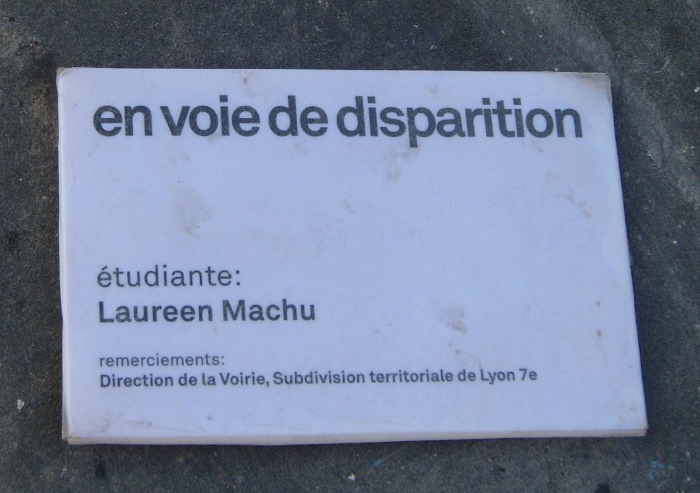 en voie de disparition
étudiante:
Laureen Machu
remerciements:
Direction de la Voirie, Subdivision territoriale de Lyon 7e